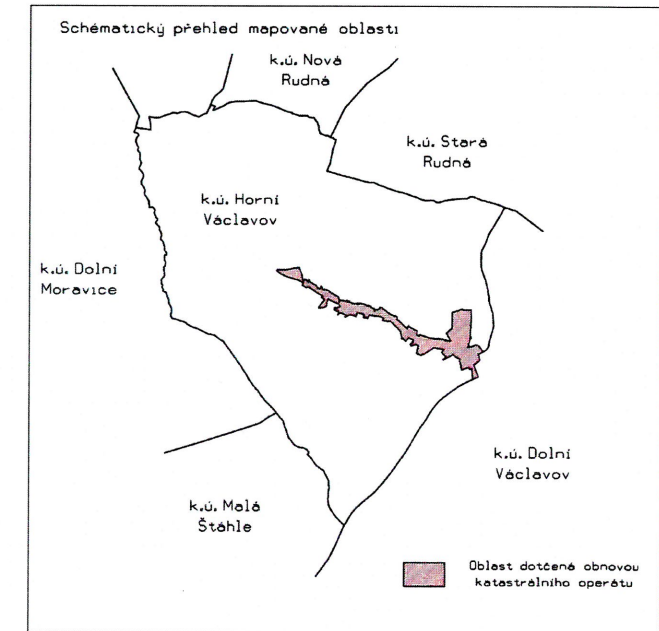 Schématický přehled mapované oblasti
k.ú. Nová
Rudná
k.ú. Stará
Rudná
k.ú. Horní
Václavov
k.ú. Dolní
Moravice
k.ú. Dolní
Václavov
k.ú. Malá
Štáhle
Oblast dotčená obnovou
katastrálního operátu